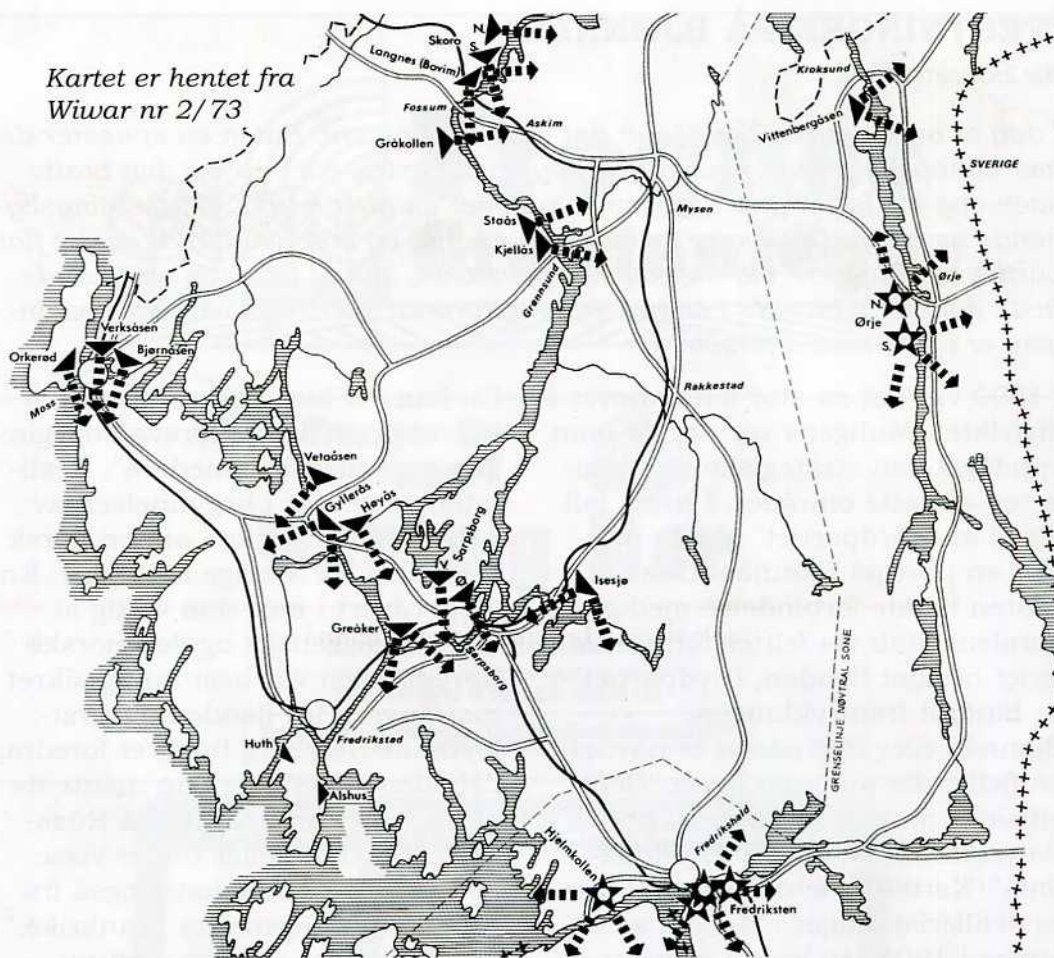 Kartet er hentet fra
Wiwar nr 2/73
N.
Skoro
S.
Langnes (Bovim)
Fossum
Askim
Gråkollen
Kroksund
Vittenbergåsen
SVERIGE
Mysen
Staås
Kjellås
Grønnsund
Ørje
N.
Ørje
S.
Verksåsen
Bjørnåsen
Orkerød
Moss
Rakkestad
Vetaåsen
Gylleråsen
Høyås
V.
Sarpsborg
Ø.
Isesjø
Greåker
Sarpsborg
GRENSELINJE NØYTRAL SONE
Huth
Fredrikstad
Alshus
Hjelmkollen
Fredrikshald
Fredriksten